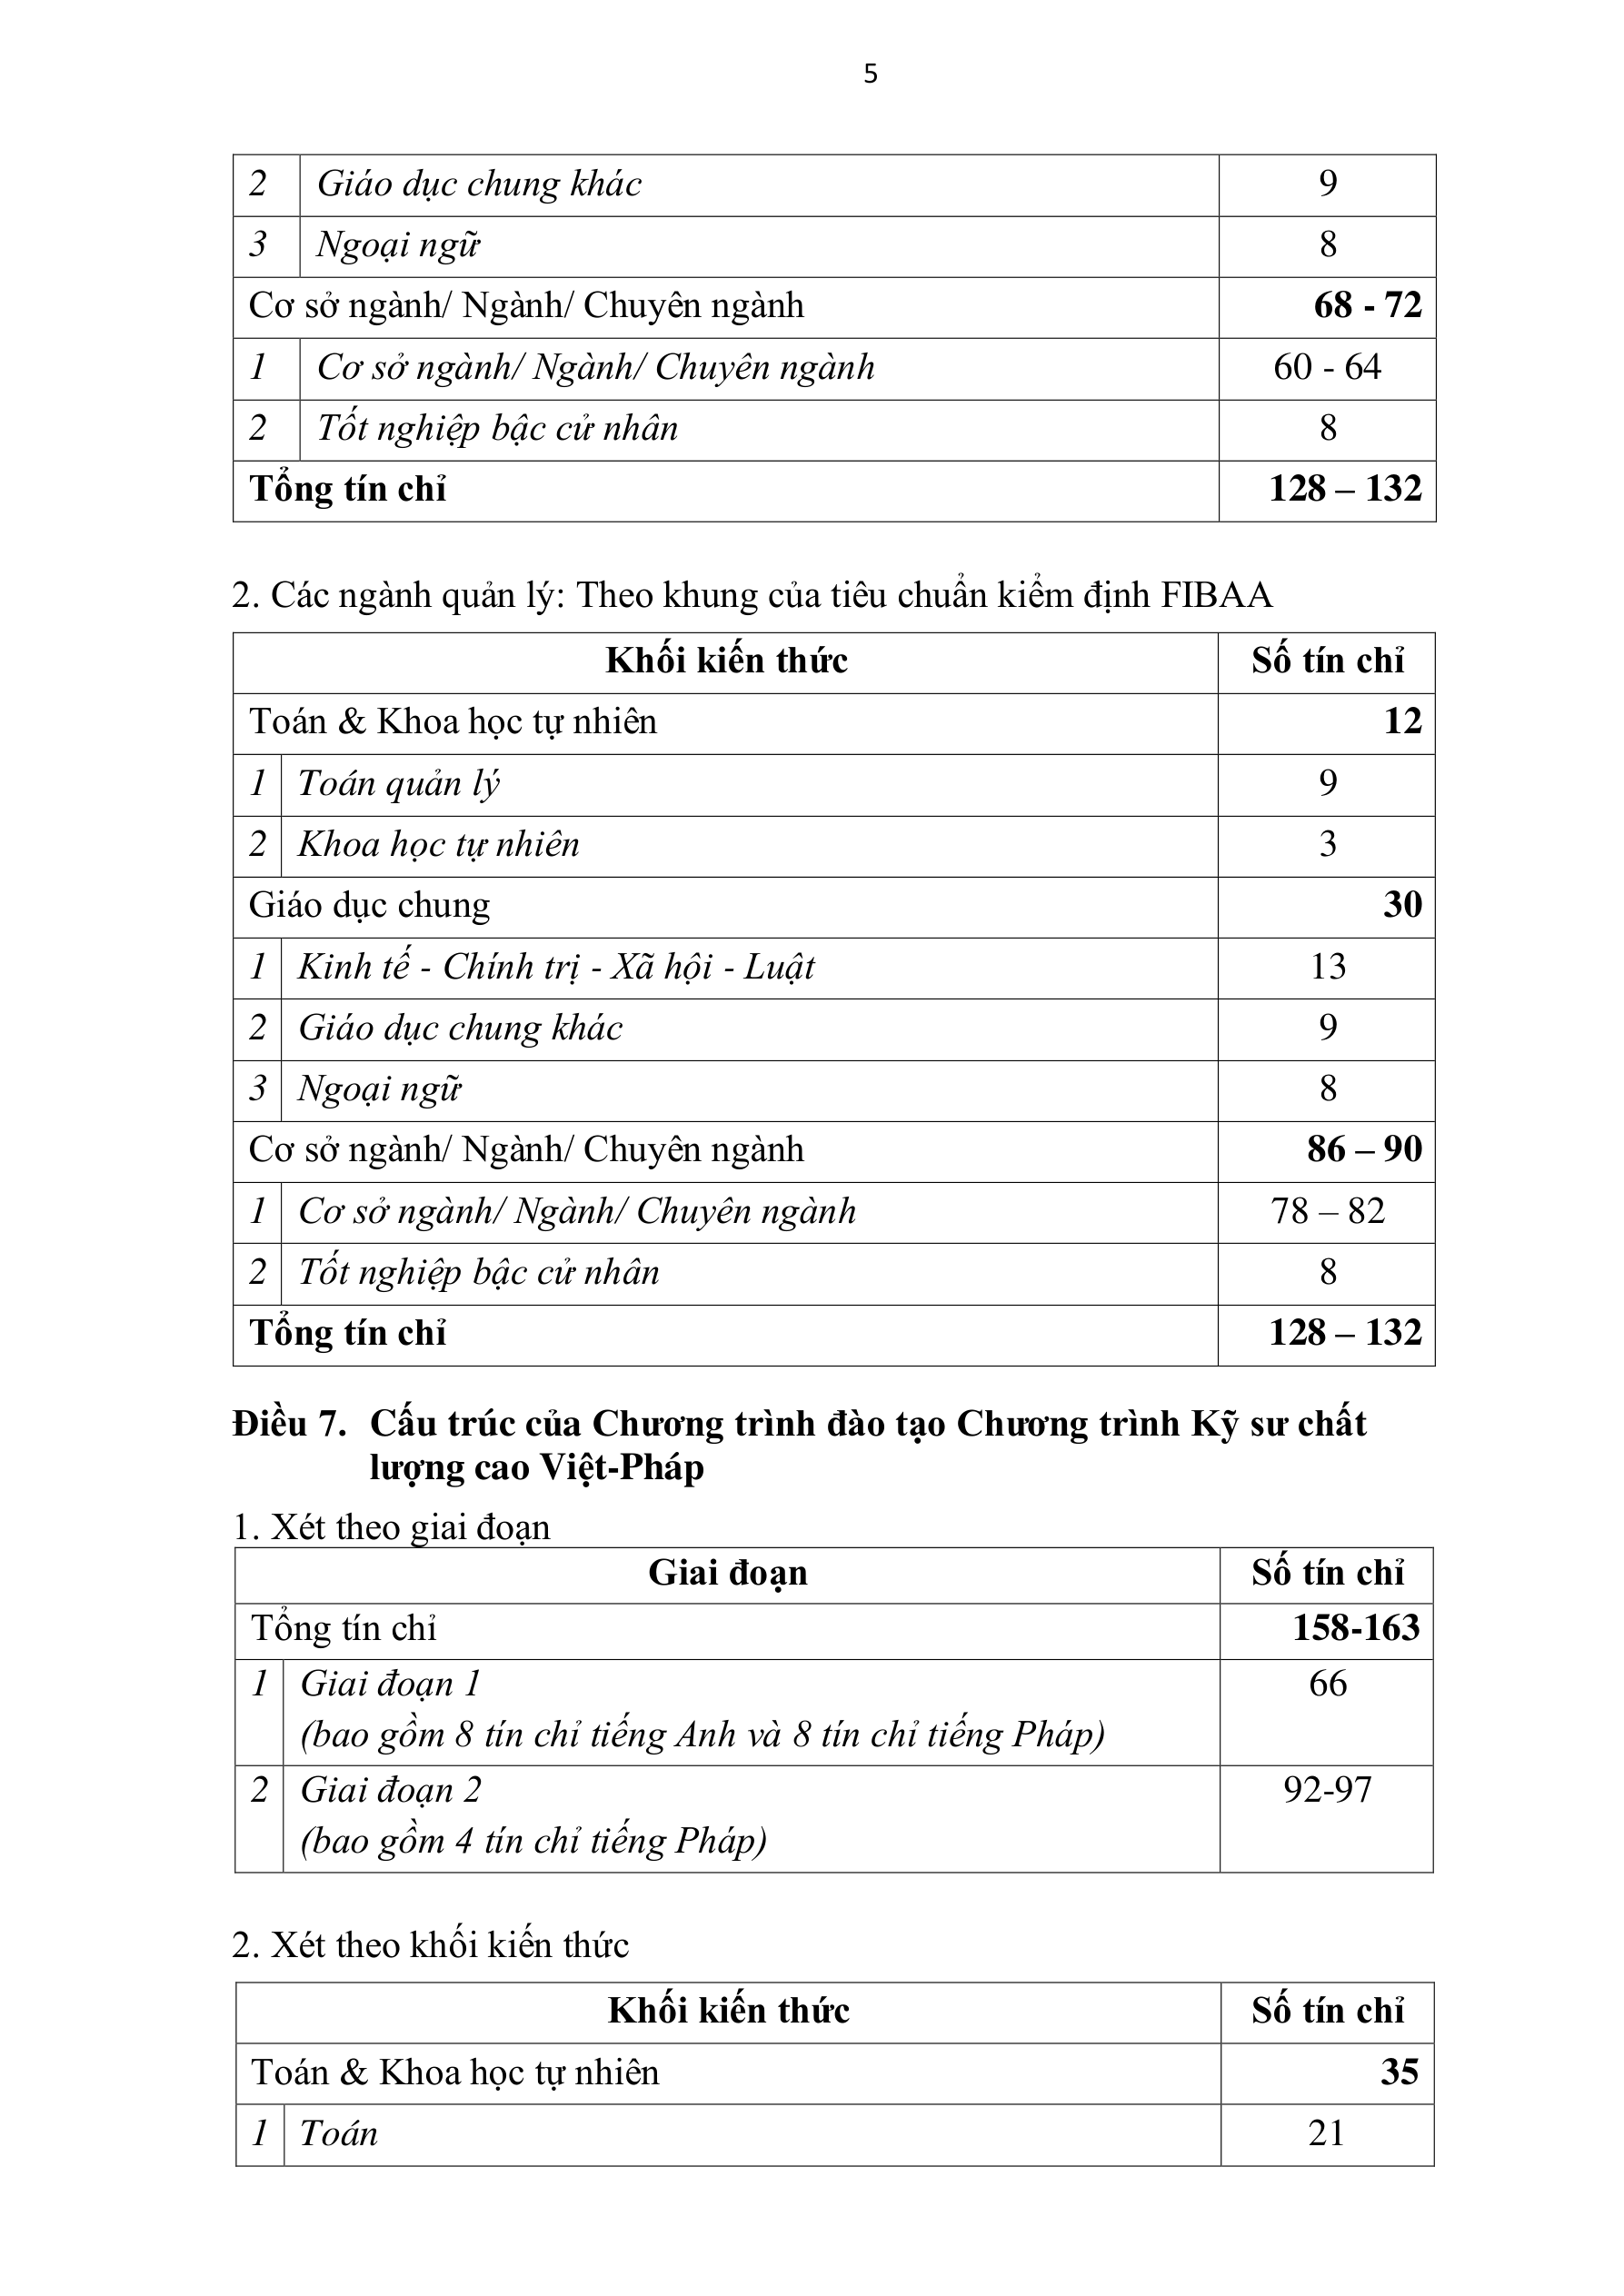 5
2 Giáo dục chung khác 9
3 Ngoại ngữ 8
Cơ sở ngành/ Ngành/ Chuyên ngành 68 - 72
1 Cơ sở ngành/ Ngành/ Chuyên ngành 60 - 64
2 Tốt nghiệp bậc cử nhân 8
Tổng tín chỉ 128 – 132
2. Các ngành quản lý: Theo khung của tiêu chuẩn kiểm định FIBAA
Khối kiến thức Số tín chỉ
Toán & Khoa học tự nhiên 12
1 Toán quản lý 9
2 Khoa học tự nhiên 3
Giáo dục chung 30
1 Kinh tế - Chính trị - Xã hội - Luật 13
2 Giáo dục chung khác 9
3 Ngoại ngữ 8
Cơ sở ngành/ Ngành/ Chuyên ngành 86 – 90
1 Cơ sở ngành/ Ngành/ Chuyên ngành 78 – 82
2 Tốt nghiệp bậc cử nhân 8
Tổng tín chỉ 128 – 132
Điều 7. Cấu trúc của Chương trình đào tạo Chương trình Kỹ sư chất
lượng cao Việt-Pháp
1. Xét theo giai đoạn
Giai đoạn Số tín chỉ
Tổng tín chỉ 158-163
1 Giai đoạn 1 66
(bao gồm 8 tín chỉ tiếng Anh và 8 tín chỉ tiếng Pháp)
2 Giai đoạn 2 92-97
(bao gồm 4 tín chỉ tiếng Pháp)
2. Xét theo khối kiến thức
Khối kiến thức Số tín chỉ
Toán & Khoa học tự nhiên 35
1 Toán 21